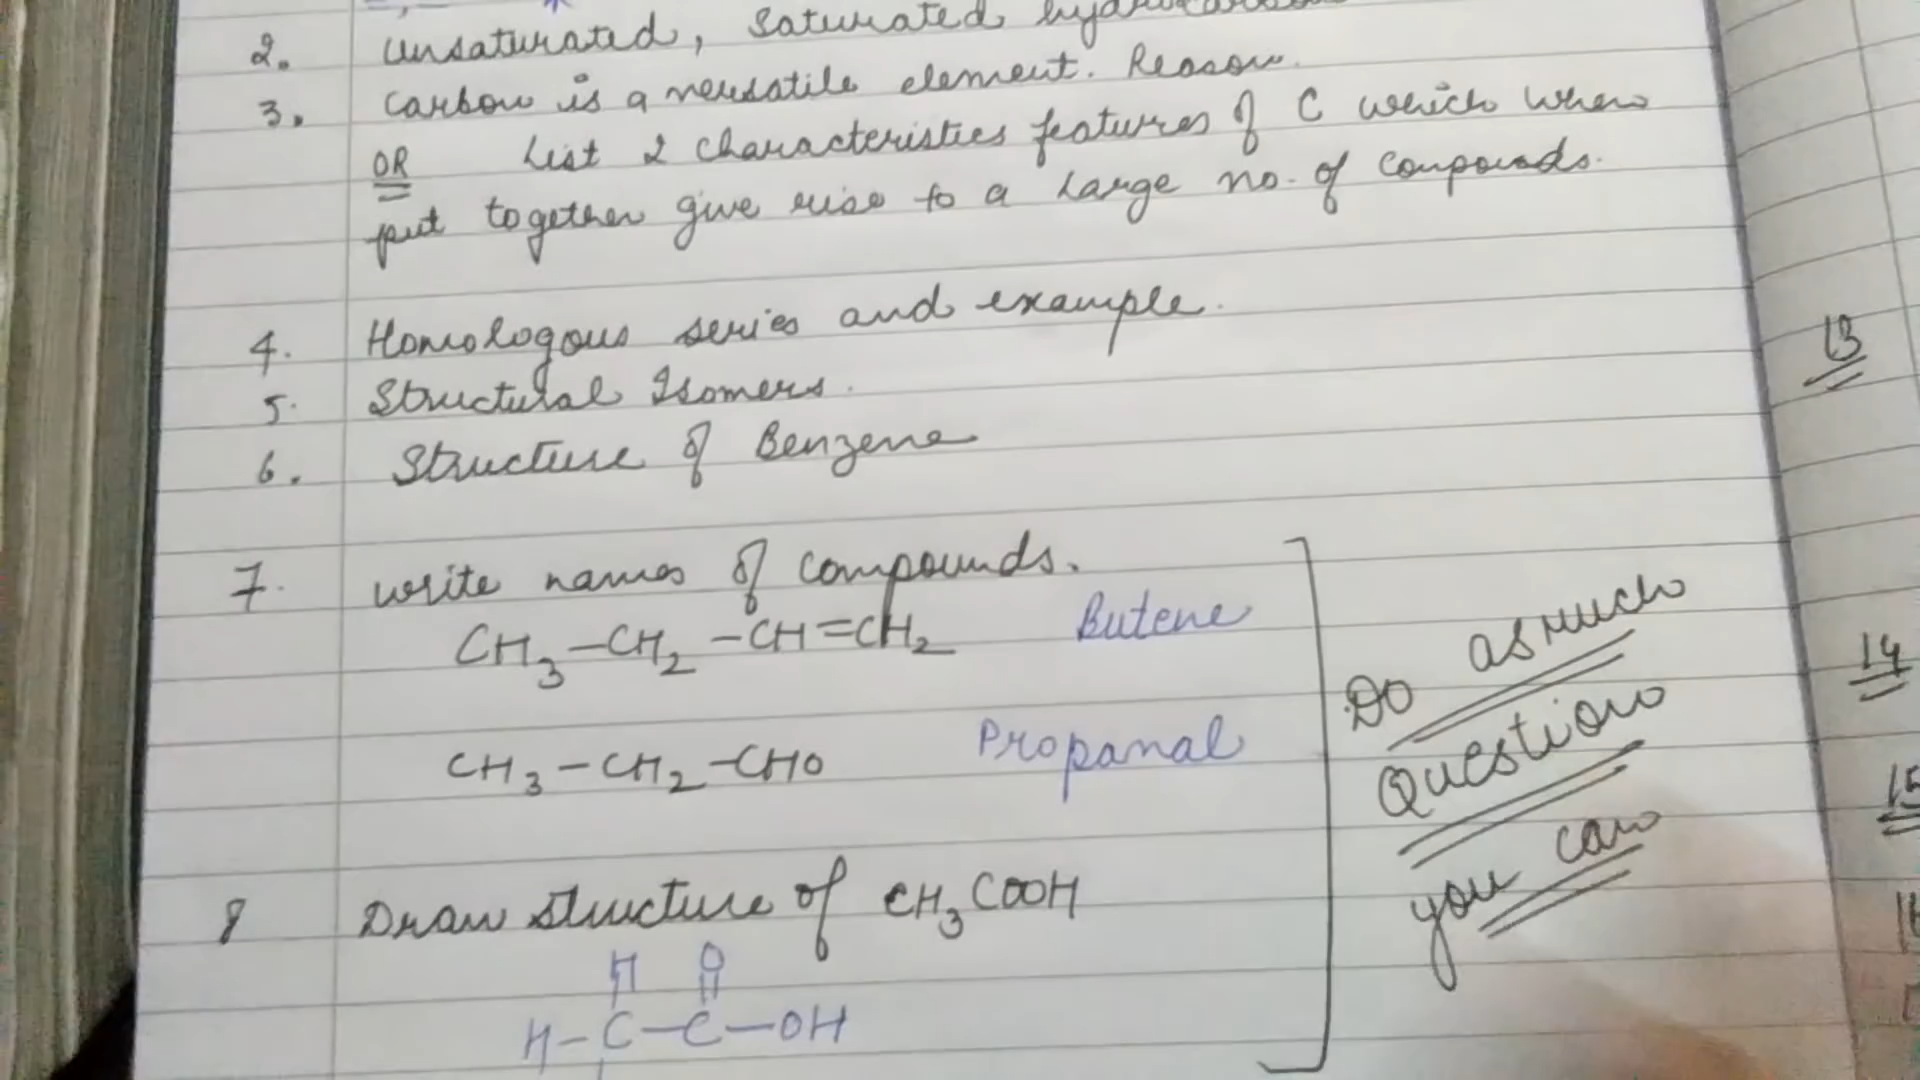 2. Unsaturated, Saturated
3. Carbon is a versatile element. Reason.
OR List 2 characteristics features of C which when
put together give rise to a large no. of compounds.
4. Homologous series and example.
5. Structural Isomers.
6. Structure of Benzene
7. write names of compounds.
CH3-CH2-CH=CH2 Butene
CH3-CH2-CHO Propanal
8 Draw structure of CH3COOH
H O
H-C-C-OH
Do as much
Question
you can
13
14
15